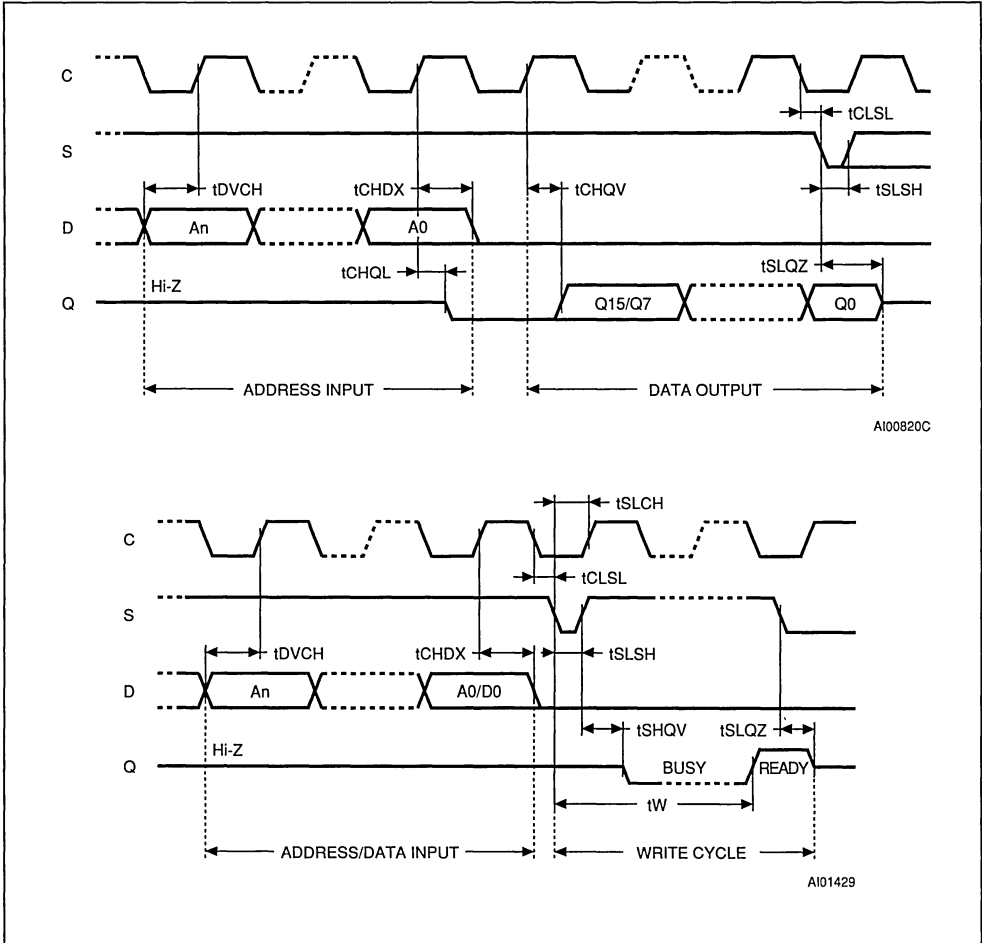 C
tCLSL
S
tDVCH
tCHDX
tCHQV
tSLSH
D
An
A0
tCHQL
tSLQZ
Hi-Z
Q
Q15/Q7
Q0
ADDRESS INPUT
DATA OUTPUT
AI00820C
tSLCH
C
tCLSL
S
tDVCH
tCHDX
tSLSH
D
An
A0/D0
tSHQV
tSLQZ
Hi-Z
Q
BUSY
READY
tW
ADDRESS/DATA INPUT
WRITE CYCLE
AI01429